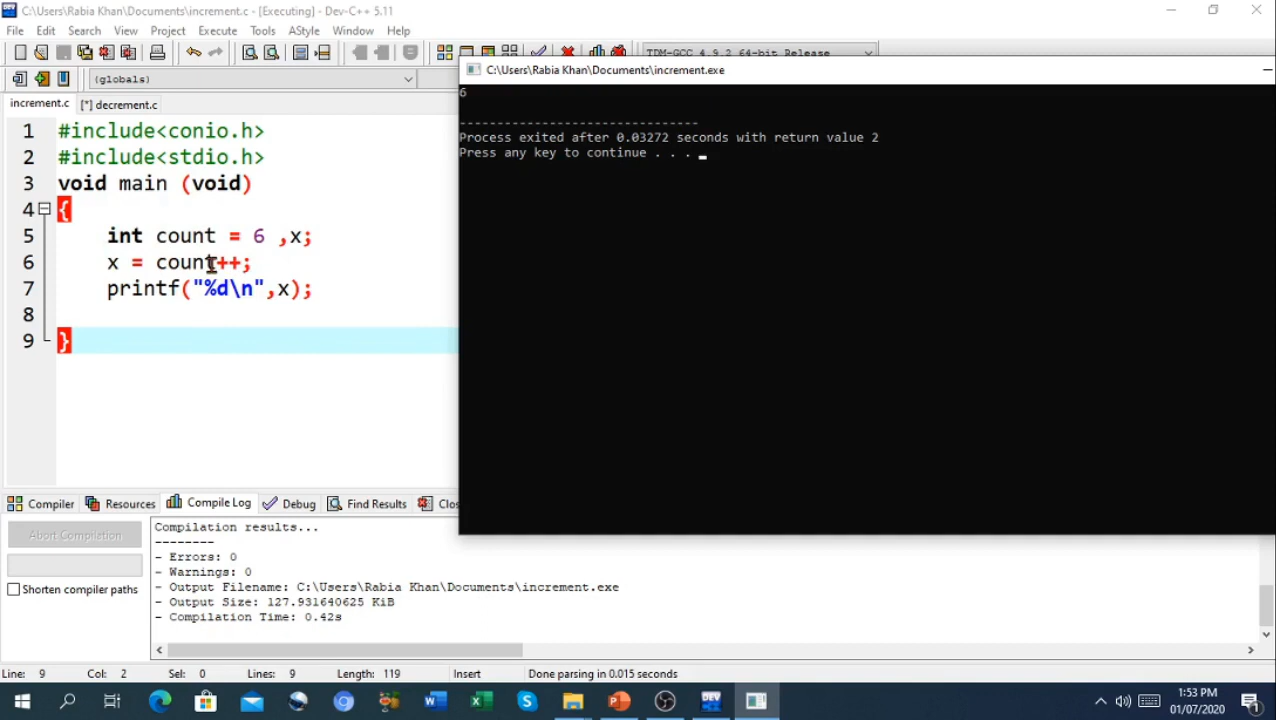 C:\Users\Rabia Khan\Documents\increment.c - [Executing] - Dev-C++ 5.11
File Edit Search View Project Execute Tools AStyle Window Help
TDM-GCC 4.9.2 64-bit Release
(globals)
C:\Users\Rabia Khan\Documents\increment.exe
increment.c [*] decrement.c
6
--------------------------------
Process exited after 0.03272 seconds with return value 2
Press any key to continue . . .
1 #include<conio.h>
2 #include<stdio.h>
3 void main (void)
4 {
5 int count = 6 ,x;
6 x = count++;
7 printf("%d\n",x);
8
9 }
Compiler Resources Compile Log Debug Find Results Clos
Abort Compilation
Shorten compiler paths
Compilation results...
--------
- Errors: 0
- Warnings: 0
- Output Filename: C:\Users\Rabia Khan\Documents\increment.exe
- Output Size: 127.931640625 KiB
- Compilation Time: 0.42s
Line: 9 Col: 2 Sel: 0 Lines: 9 Length: 119 Insert Done parsing in 0.015 seconds
1:53 PM
01/07/2020